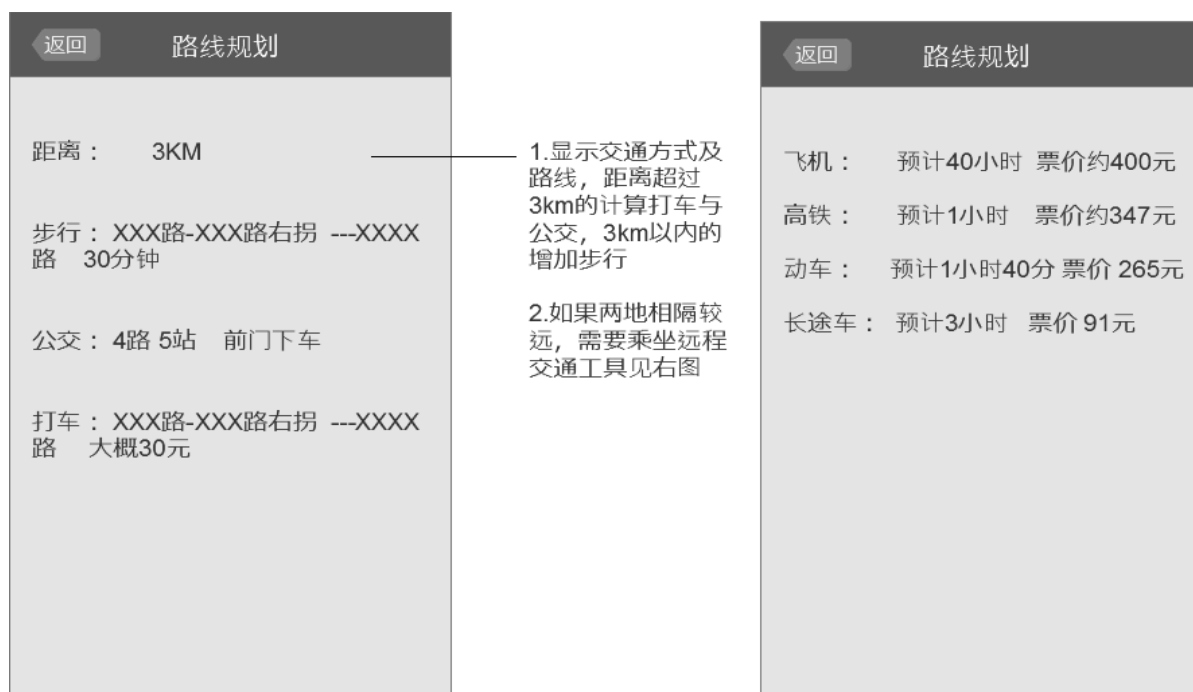 返回 路线规划
距离： 3KM
步行：XXX路-XXX路右拐 ---XXXX
路 30分钟
公交：4路 5站 前门下车
打车：XXX路-XXX路右拐 ---XXXX
路 大概30元
1.显示交通方式及
路线，距离超过
3km的计算打车与
公交，3km以内的
增加步行
2.如果两地相隔较
远，需要乘坐远程
交通工具见右图
返回 路线规划
飞机： 预计40小时 票价约400元
高铁： 预计1小时 票价约347元
动车： 预计1小时40分 票价 265元
长途车： 预计3小时 票价 91元